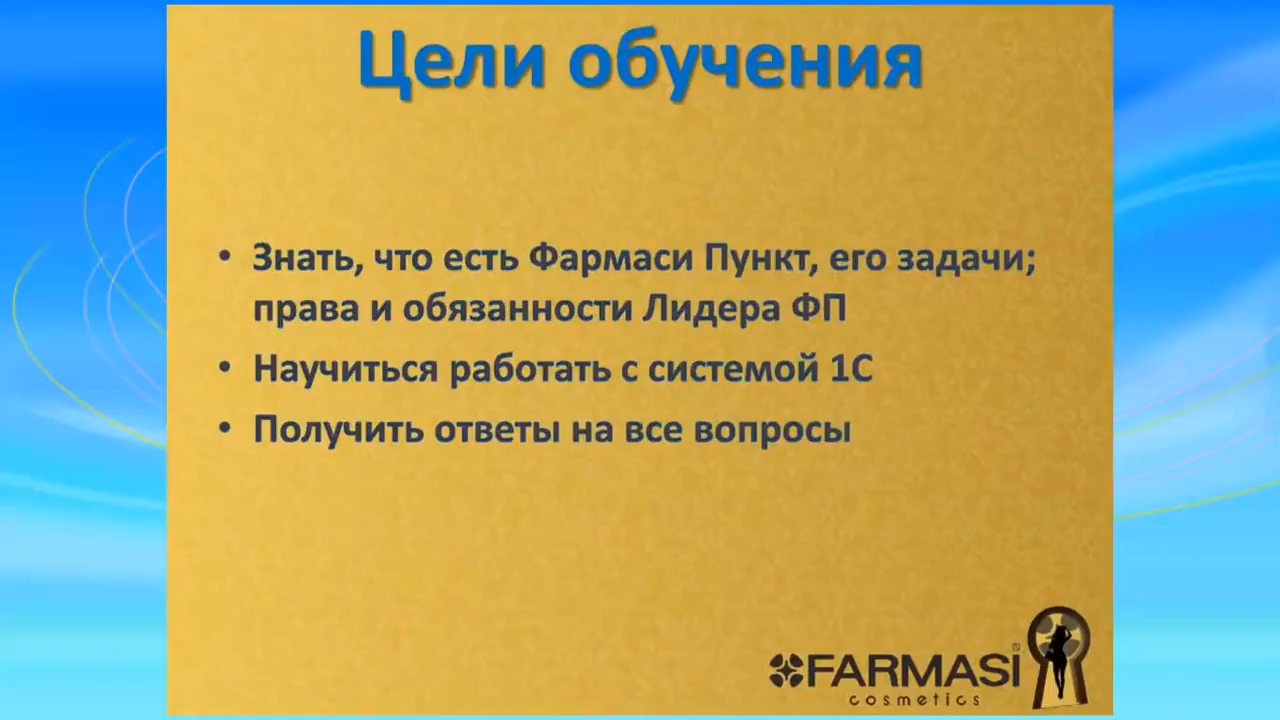 Цели обучения
• Знать, что есть Фармаси Пункт, его задачи;
права и обязанности Лидера ФП
• Научиться работать с системой 1С
• Получить ответы на все вопросы
FARMASI
cosmetics